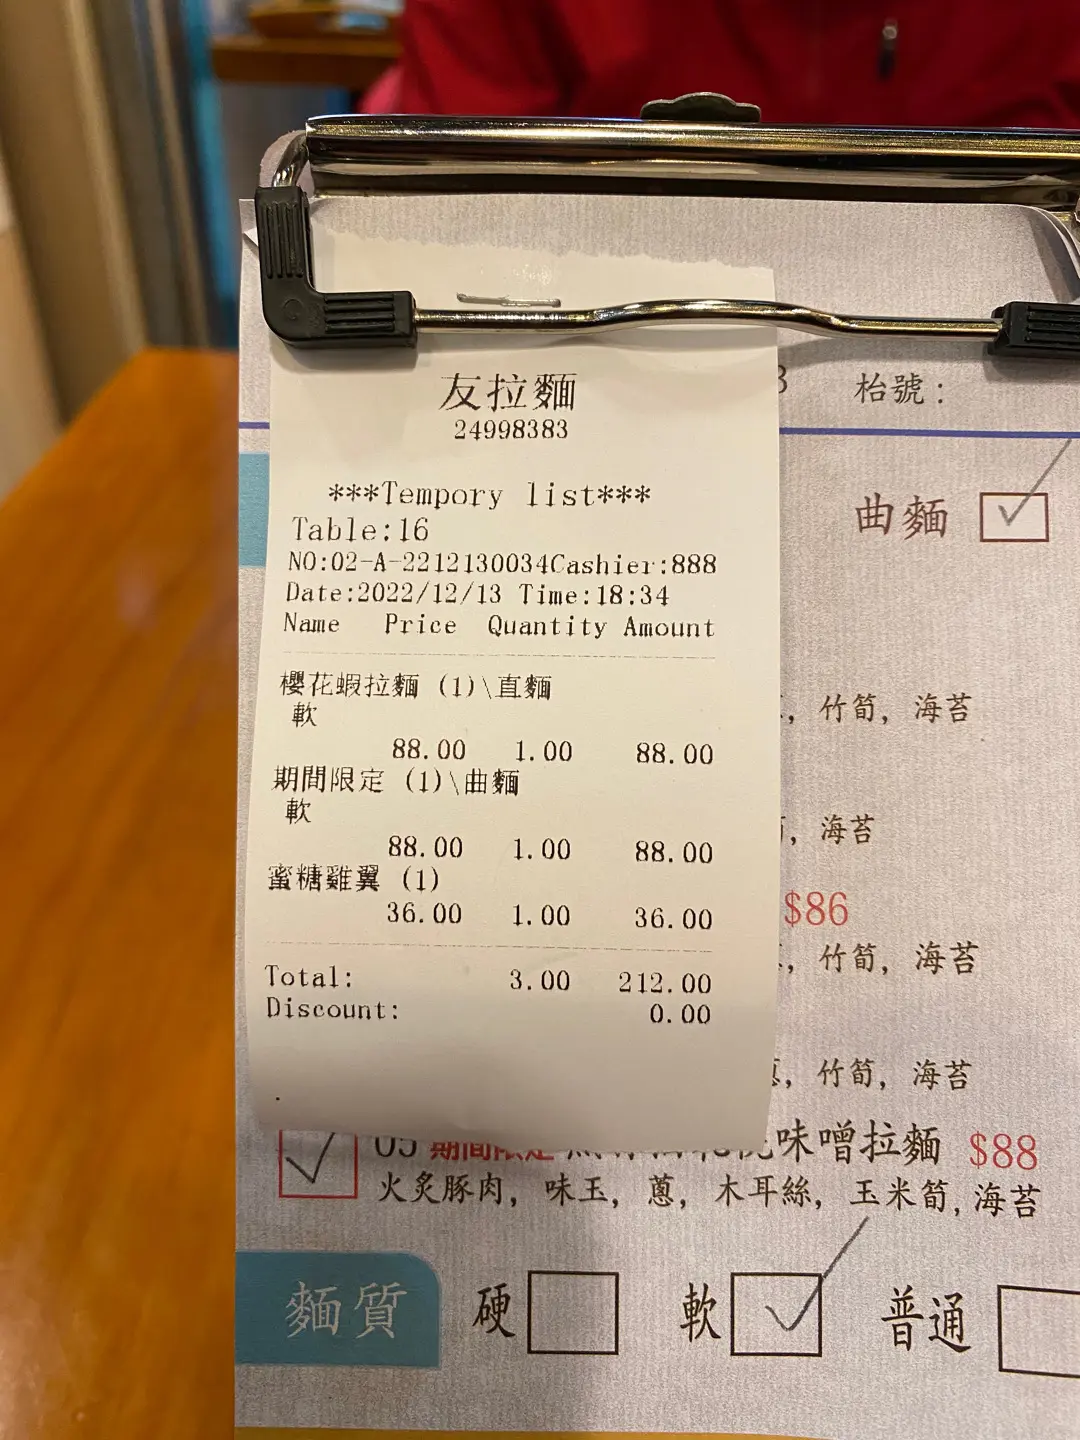 友拉麵
24998383
***Tempory list***
Table:16
NO:02-A-2212130034Cashier:888
Date:2022/12/13 Time:18:34
Name Price Quantity Amount
櫻花蝦拉麵 (1)\直麵
軟
88.00 1.00 88.00
期間限定 (1)\曲麵
軟
88.00 1.00 88.00
蜜糖雞翼 (1)
36.00 1.00 36.00
Total: 3.00 212.00
Discount: 0.00
枱號：
曲麵
，竹筍，海苔
，海苔
$86
，竹筍，海苔
，竹筍，海苔
05 期間限定 味噌拉麵 $88
火炙豚肉，味玉，蔥，木耳絲，玉米筍，海苔
麵質 硬 軟 普通